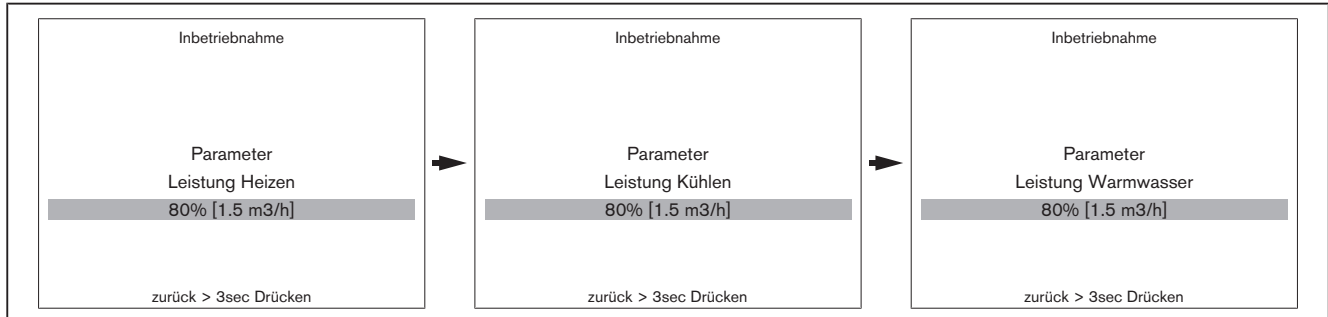 Inbetriebnahme
Parameter
Leistung Heizen
80% [1.5 m3/h]
zurück > 3sec Drücken
Inbetriebnahme
Parameter
Leistung Kühlen
80% [1.5 m3/h]
zurück > 3sec Drücken
Inbetriebnahme
Parameter
Leistung Warmwasser
80% [1.5 m3/h]
zurück > 3sec Drücken